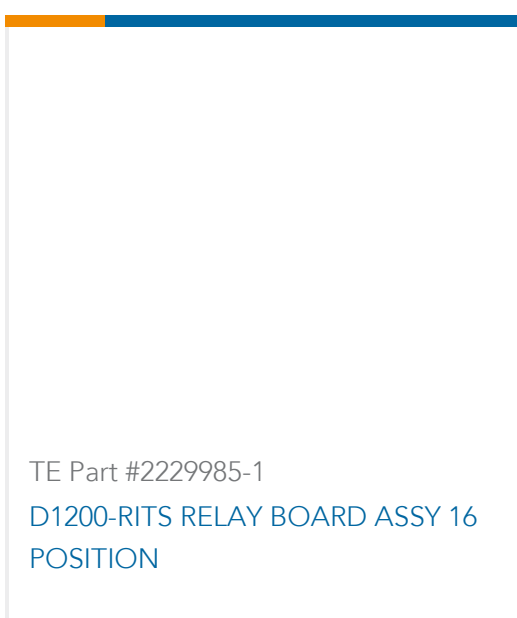 TE Part #2229985-1
D1200-RITS RELAY BOARD ASSY 16
POSITION